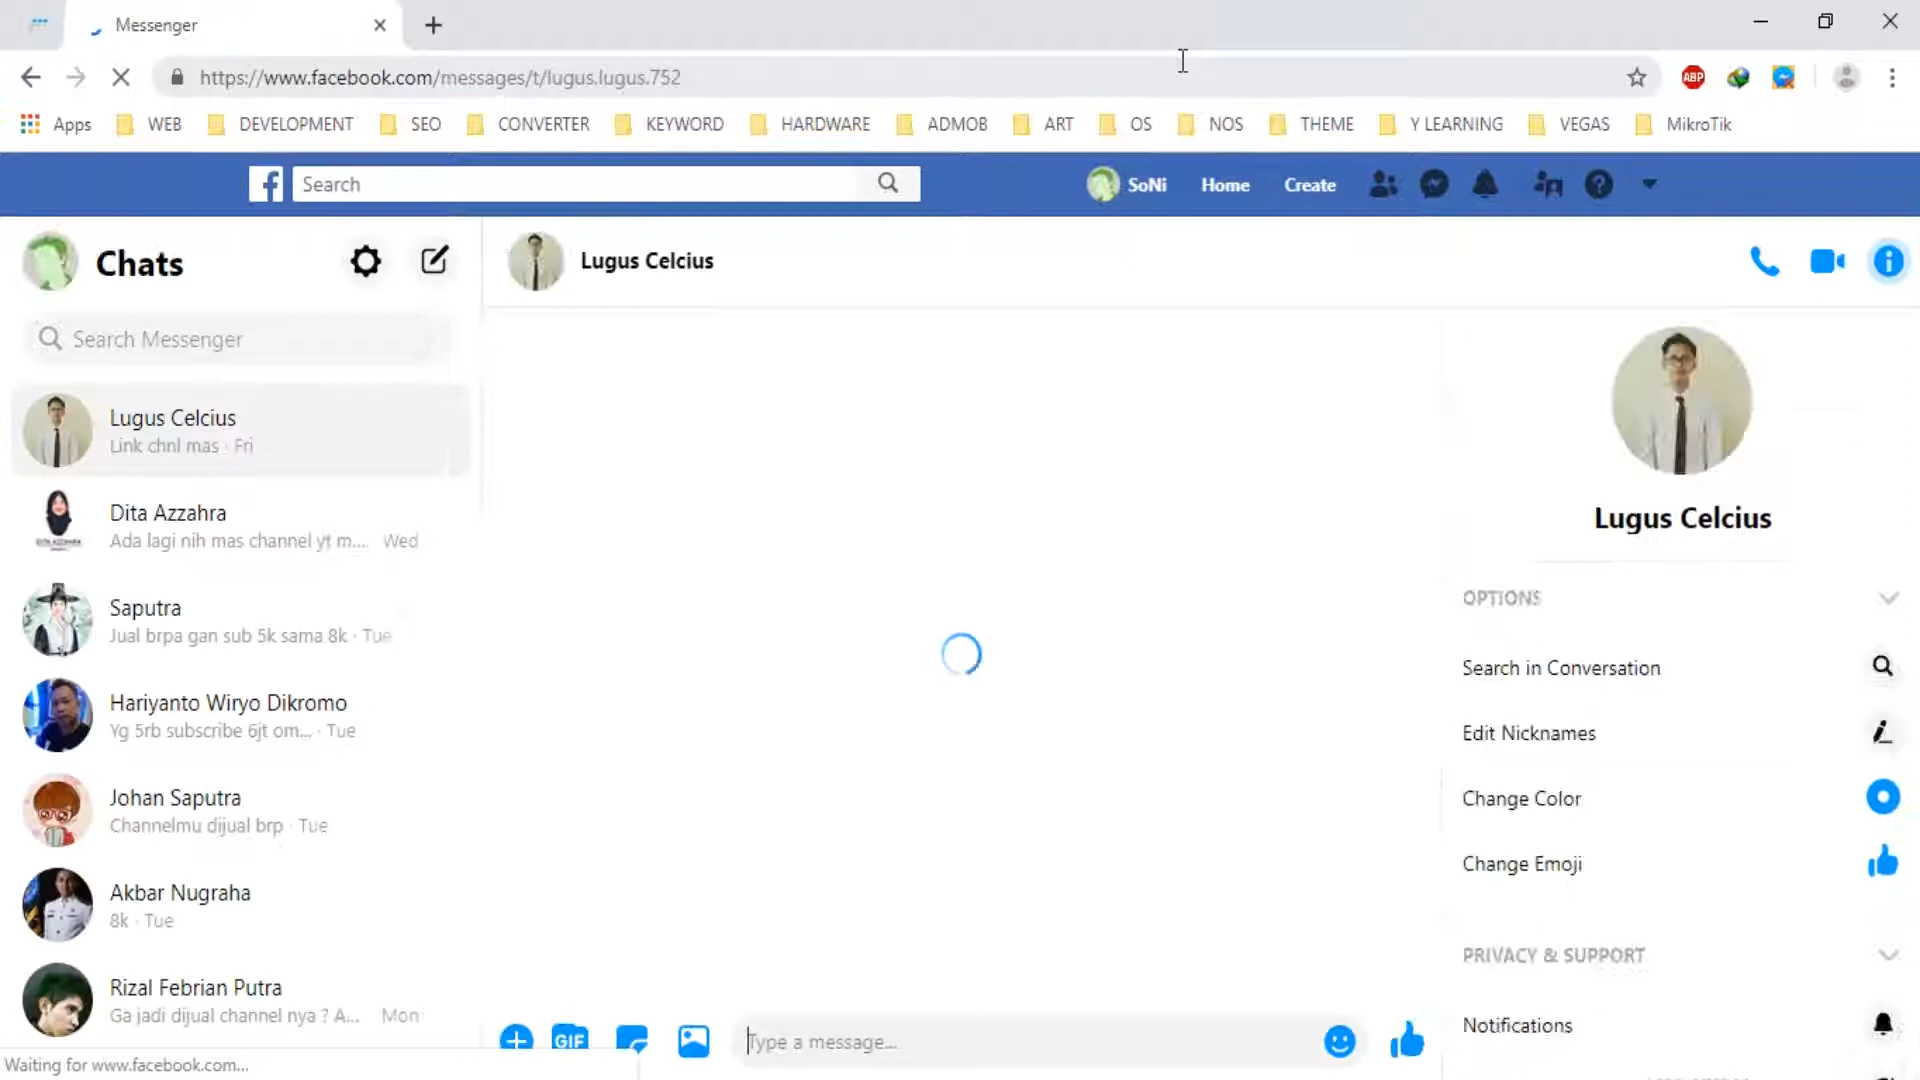 Messenger
https://www.facebook.com/messages/t/lugus.lugus.752
ABP
Apps WEB DEVELOPMENT SEO CONVERTER KEYWORD HARDWARE ADMOB ART OS NOS THEME Y LEARNING VEGAS MikroTik
Search
SoNi Home Create
Chats
Search Messenger
Lugus Celcius
Link chnl mas · Fri
Dita Azzahra
Ada lagi nih mas channel yt m.... Wed
Saputra
Jual brpa gan sub 5k sama 8k · Tue
Hariyanto Wiryo Dikromo
Yg 5rb subscribe 6jt om... · Tue
Johan Saputra
Channelmu dijual brp · Tue
Akbar Nugraha
8k · Tue
Rizal Febrian Putra
Ga jadi dijual channel nya ? A... Mon
Waiting for www.facebook.com...
Lugus Celcius
GIF
Type a message...
Lugus Celcius
OPTIONS
Search in Conversation
Edit Nicknames
Change Color
Change Emoji
PRIVACY & SUPPORT
Notifications